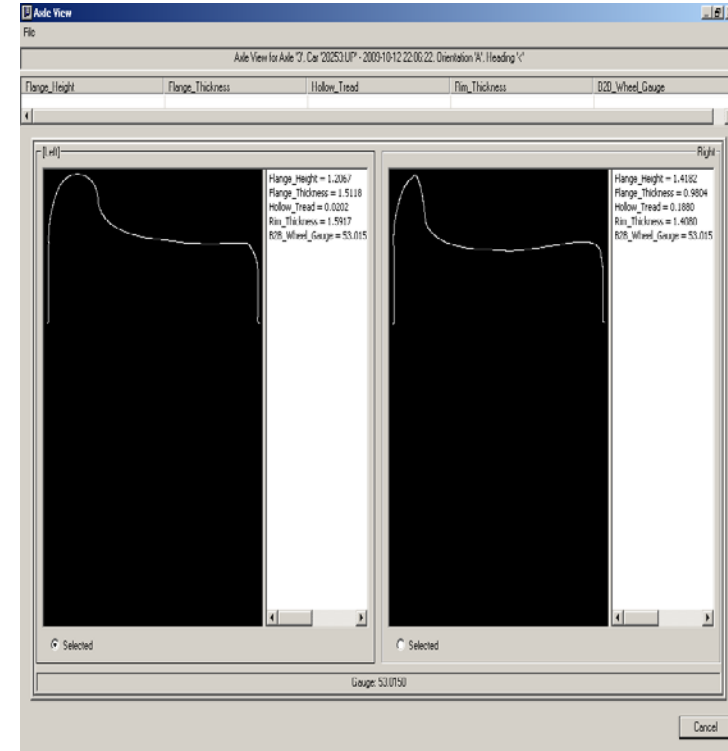 Axle View
File
Axle View for Axle '3'. Car '20253:UP' - 2009-10-12 22:06:22. Orientation 'A'. Heading '<'
Flange_Height Flange_Thickness Hollow_Tread Rim_Thickness B2B_Wheel_Gauge
[Left]
Flange_Height = 1.2067
Flange_Thickness = 1.5118
Hollow_Tread = 0.0202
Rim_Thickness = 1.5917
B2B_Wheel_Gauge = 53.015
Selected
Right
Flange_Height = 1.4182
Flange_Thickness = 0.9804
Hollow_Tread = 0.1880
Rim_Thickness = 1.4080
B2B_Wheel_Gauge = 53.015
Selected
Gauge: 53.0150
Cancel